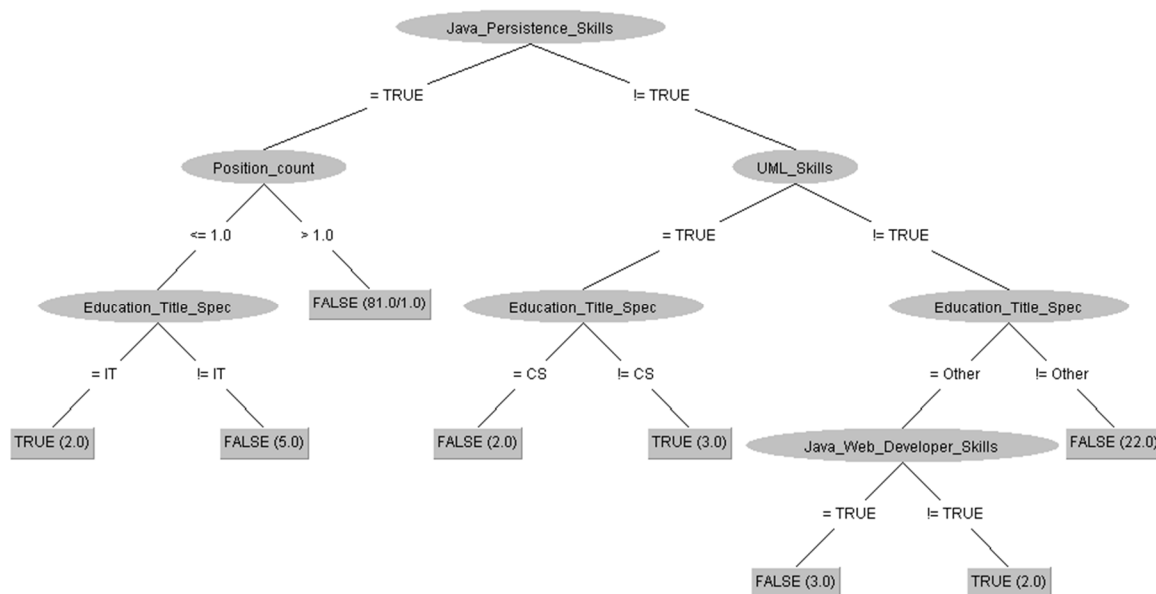 Java_Persistence_Skills
= TRUE
!= TRUE
Position_count
UML_Skills
<= 1.0
> 1.0
= TRUE
!= TRUE
Education_Title_Spec
FALSE (81.0/1.0)
Education_Title_Spec
Education_Title_Spec
= IT
!= IT
= CS
!= CS
= Other
!= Other
TRUE (2.0)
FALSE (5.0)
FALSE (2.0)
TRUE (3.0)
Java_Web_Developer_Skills
FALSE (22.0)
= TRUE
!= TRUE
FALSE (3.0)
TRUE (2.0)